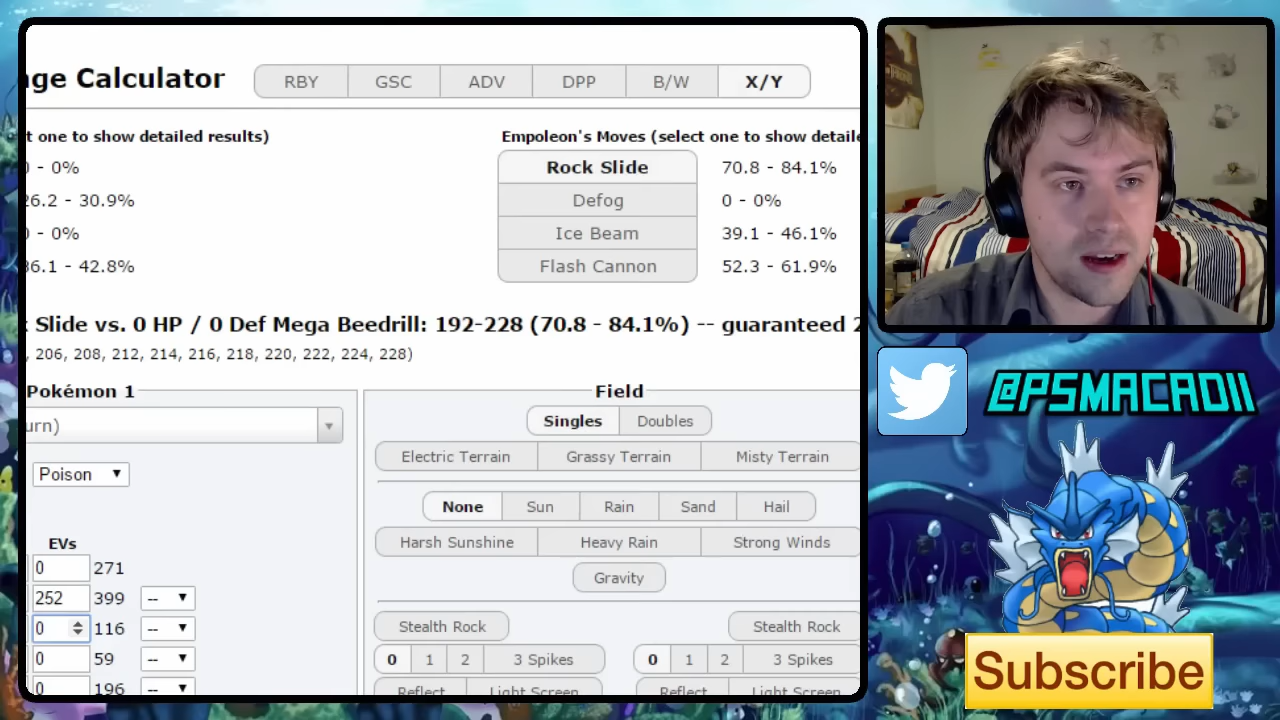 ge Calculator
RBY GSC ADV DPP B/W X/Y
t one to show detailed results)
Empoleon's Moves (select one to show detaile
- 0%
26.2 - 30.9%
- 0%
36.1 - 42.8%
Rock Slide 70.8 - 84.1%
Defog 0 - 0%
Ice Beam 39.1 - 46.1%
Flash Cannon 52.3 - 61.9%
Slide vs. 0 HP / 0 Def Mega Beedrill: 192-228 (70.8 - 84.1%) -- guaranteed 2
, 206, 208, 212, 214, 216, 218, 220, 222, 224, 228)
Pokémon 1
urn)
Poison
EVs
0 271
252 399 --
0 116 --
0 59 --
0 196 --
Field
Singles Doubles
Electric Terrain Grassy Terrain Misty Terrain
None Sun Rain Sand Hail
Harsh Sunshine Heavy Rain Strong Winds
Gravity
Stealth Rock Stealth Rock
0 1 2 3 Spikes 0 1 2 3 Spikes
Reflect Light Screen Reflect Light Screen
@PSMACADII
Subscribe